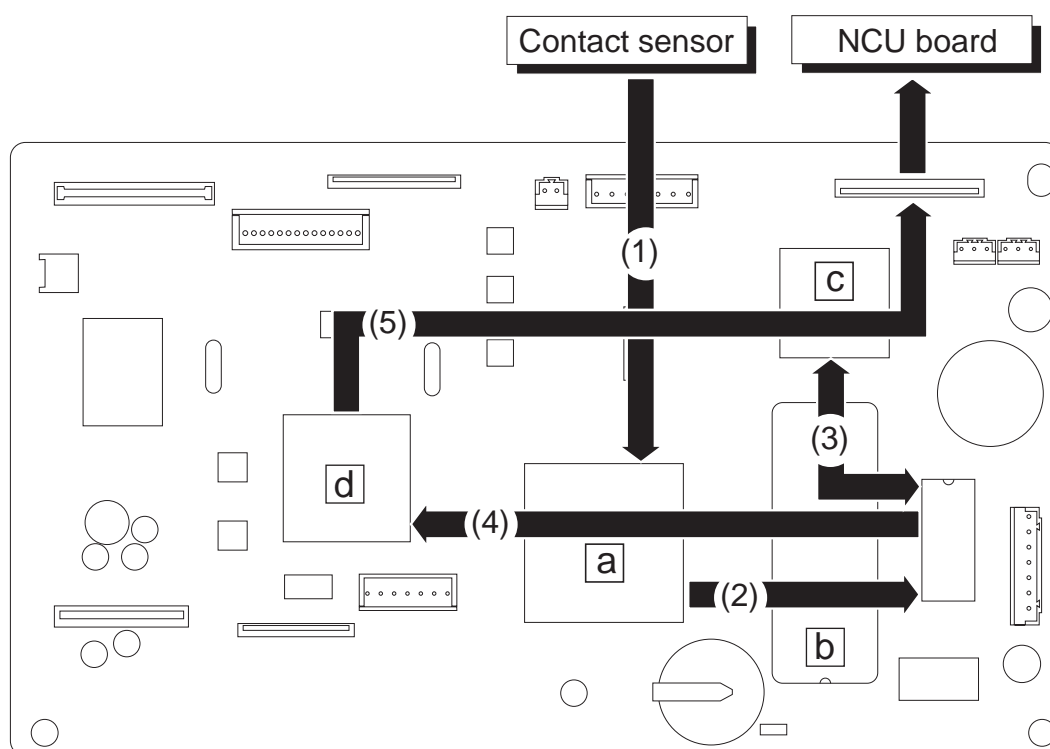 Contact sensor
NCU board
(1)
c
(5)
(3)
d
(4)
a
(2)
b